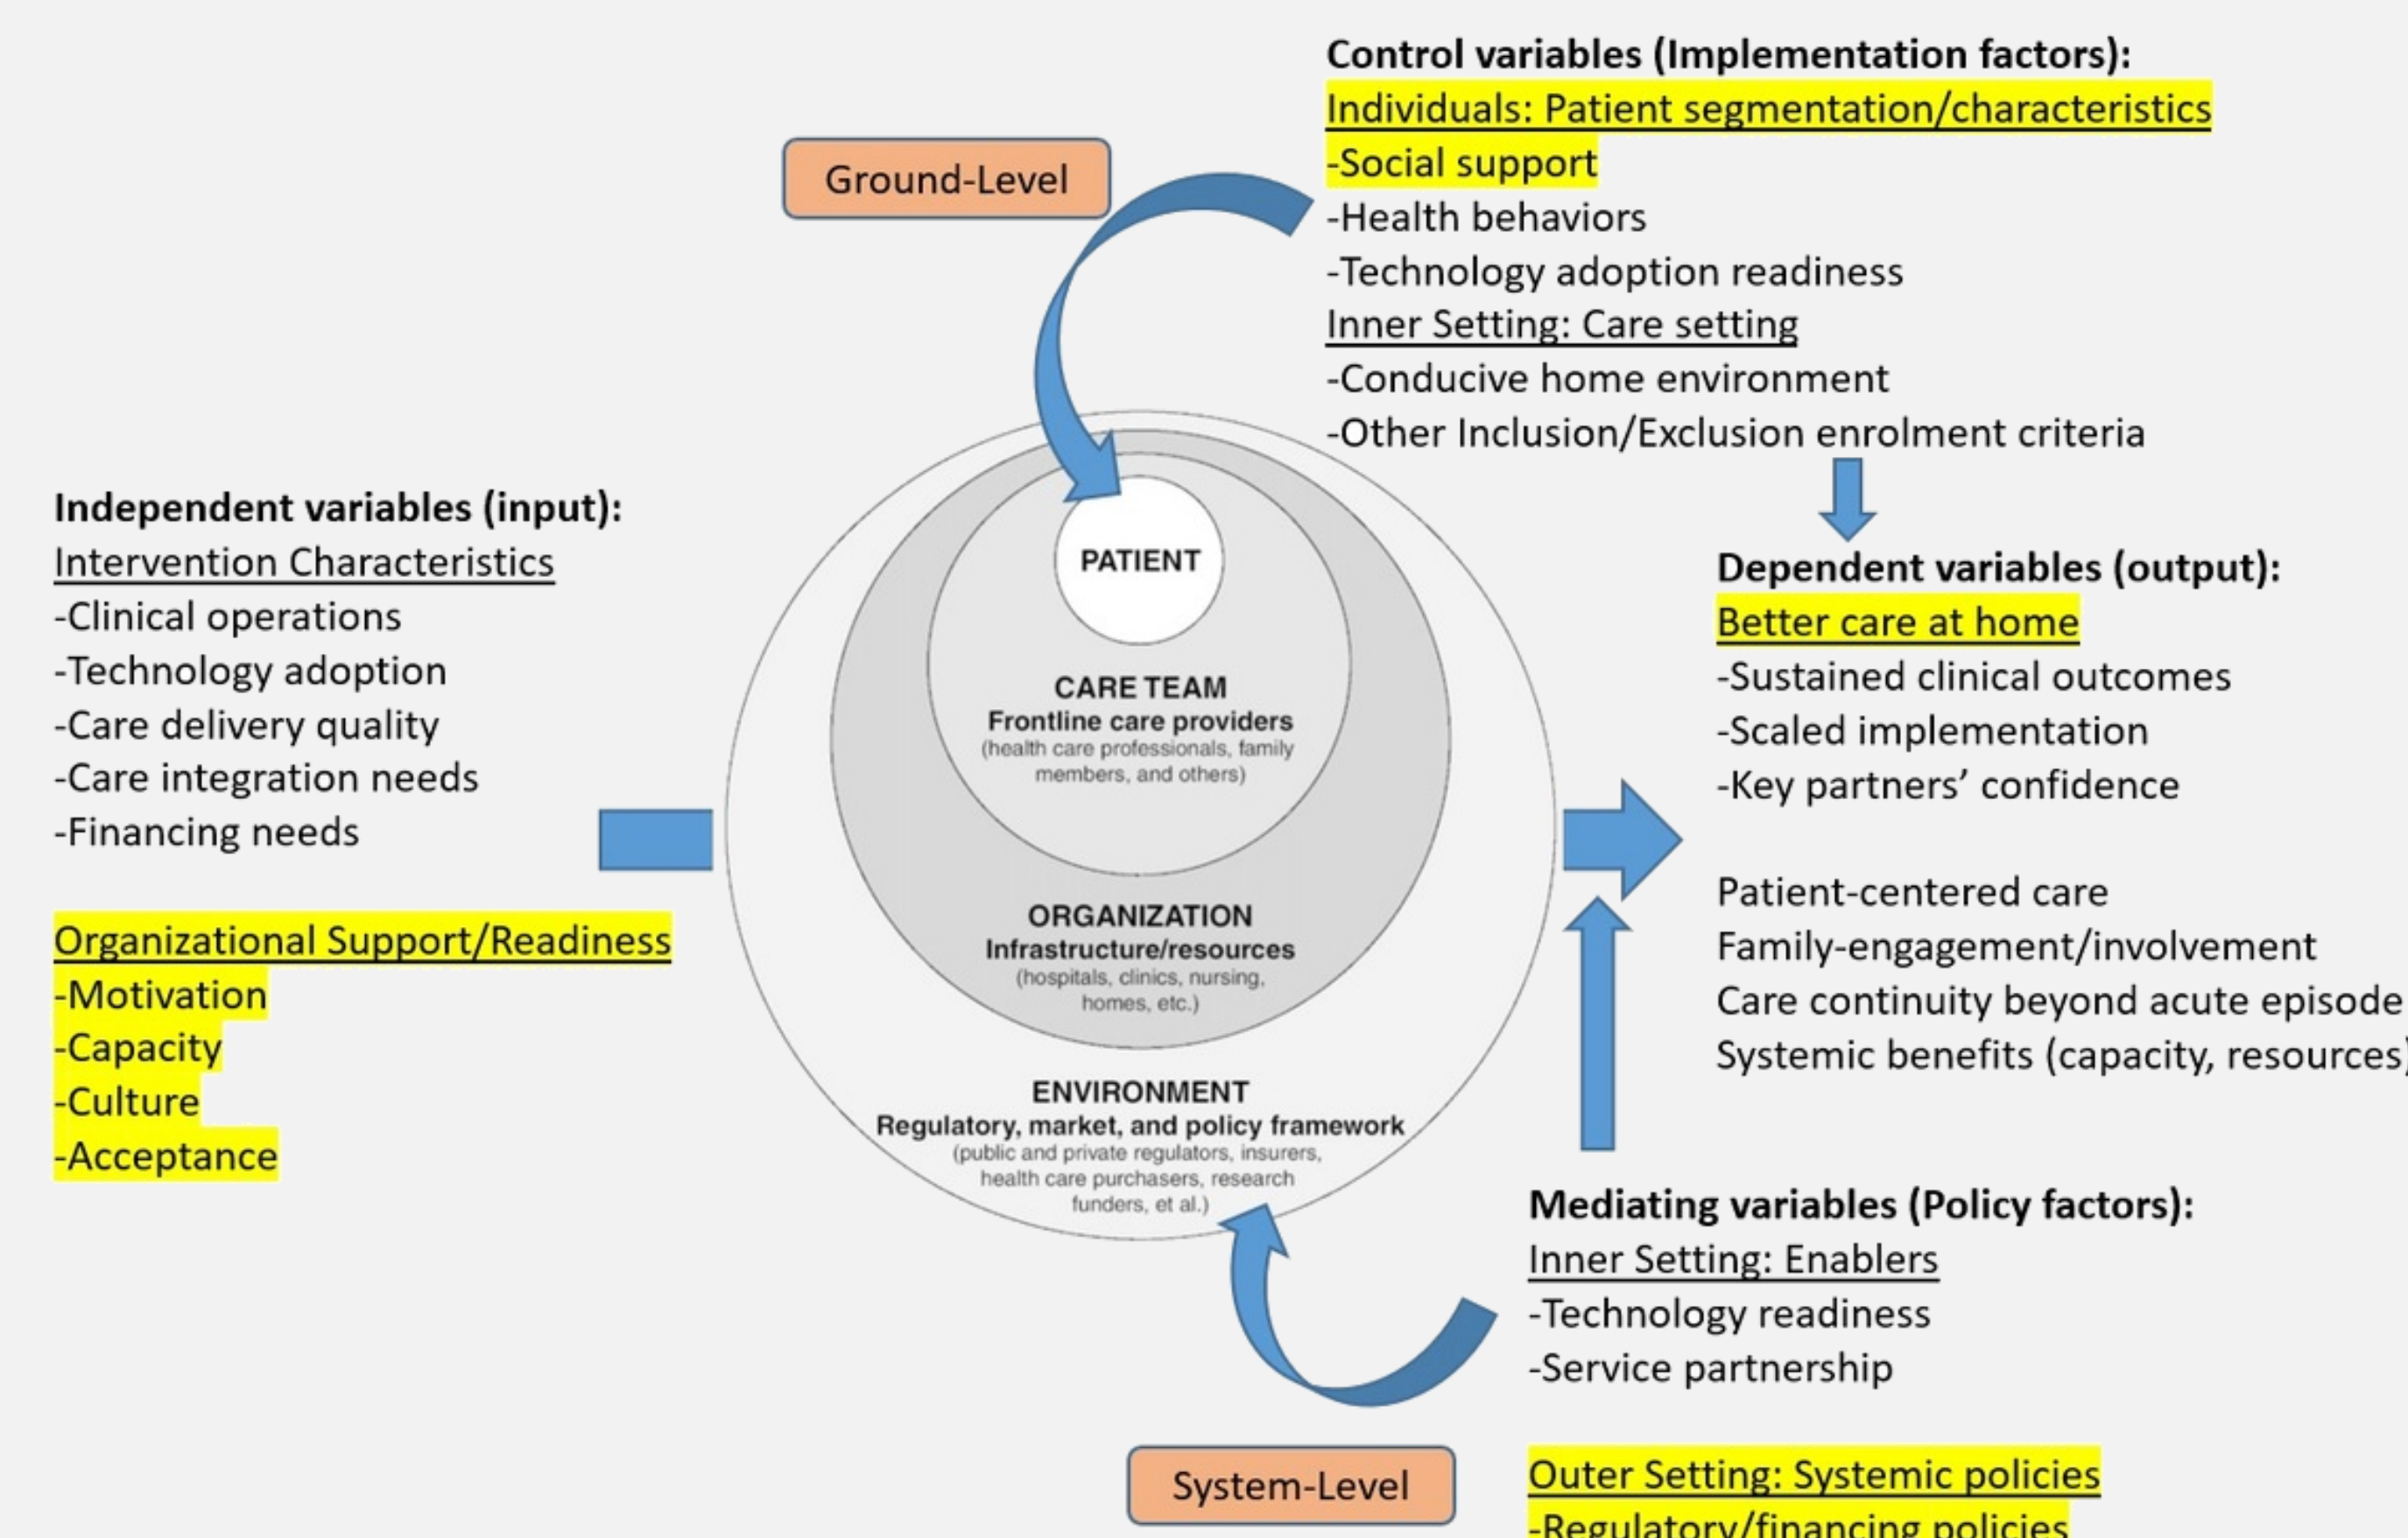 Control variables (Implementation factors):
Individuals: Patient segmentation/characteristics
-Social support
-Health behaviors
-Technology adoption readiness
Inner Setting: Care setting
-Conducive home environment
-Other Inclusion/Exclusion enrolment criteria
Ground-Level
Independent variables (input):
Intervention Characteristics
-Clinical operations
-Technology adoption
-Care delivery quality
-Care integration needs
-Financing needs
Organizational Support/Readiness
-Motivation
-Capacity
-Culture
-Acceptance
PATIENT
CARE TEAM
Frontline care providers
(health care professionals, family
members, and others)
ORGANIZATION
Infrastructure/resources
(hospitals, clinics, nursing,
homes, etc.)
ENVIRONMENT
Regulatory, market, and policy framework
(public and private regulators, insurers,
health care purchasers, research
funders, et al.)
Dependent variables (output):
Better care at home
-Sustained clinical outcomes
-Scaled implementation
-Key partners’ confidence
Patient-centered care
Family-engagement/involvement
Care continuity beyond acute episode
Systemic benefits (capacity, resources)
Mediating variables (Policy factors):
Inner Setting: Enablers
-Technology readiness
-Service partnership
System-Level
Outer Setting: Systemic policies
-Regulatory/financing policies